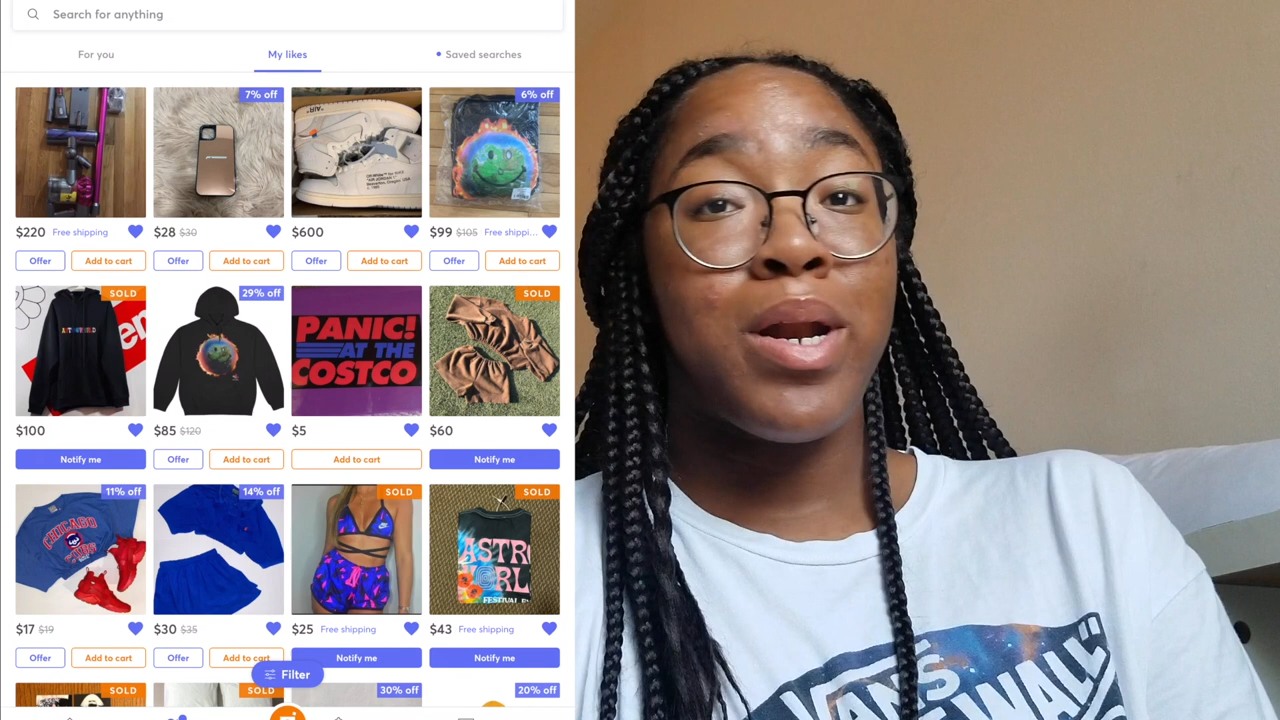 Search for anything
For you
My likes
Saved searches
7% off
6% off
$220 Free shipping
$28 $30
$600
$99 $105 Free shippi...
Offer
Add to cart
Offer
Add to cart
Offer
Add to cart
Offer
Add to cart
SOLD
29% off
SOLD
PANIC!
AT THE
COSTCO
$100
$85 $120
$5
$60
Notify me
Offer
Add to cart
Add to cart
Notify me
11% off
14% off
SOLD
SOLD
CHICAGO
CUBS
ASTRO
WORL
FESTIVAL
$17 $19
$30 $35
$25 Free shipping
$43 Free shipping
Offer
Add to cart
Offer
Add to cart
Notify me
Notify me
Filter
SOLD
SOLD
30% off
20% off
VANS
WALL"